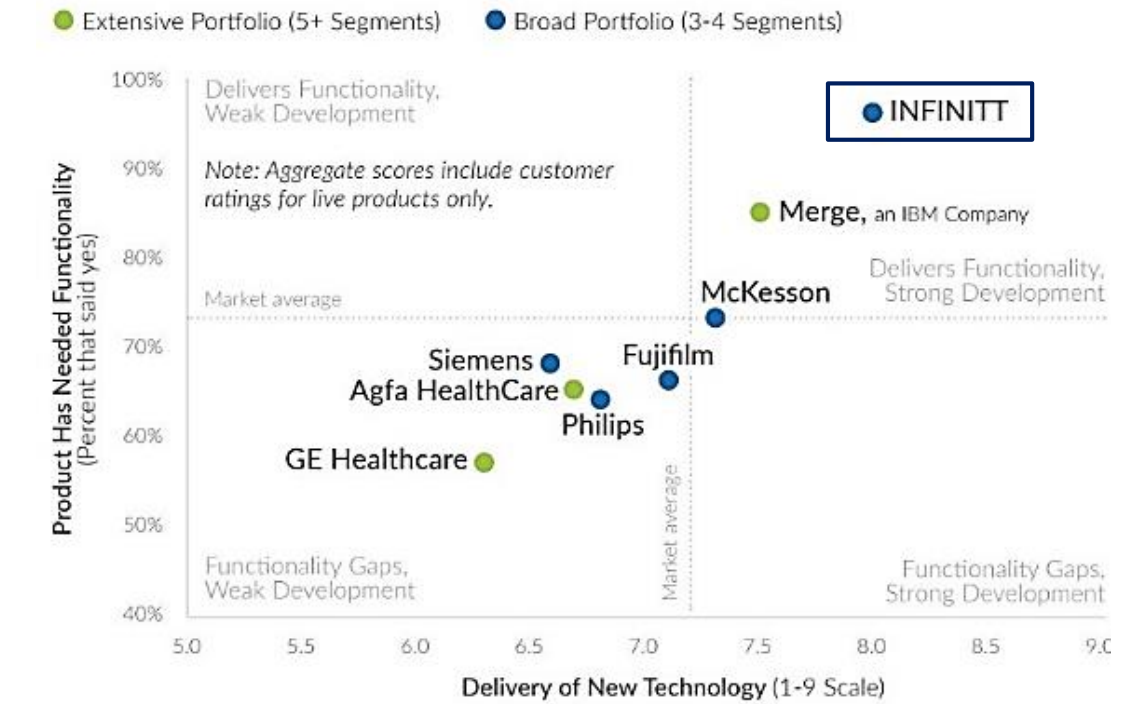 Extensive Portfolio (5+ Segments)
Broad Portfolio (3-4 Segments)
100%
90%
80%
70%
60%
50%
40%
Product Has Needed Functionality
(Percent that said yes)
Delivers Functionality,
Weak Development
Note: Aggregate scores include customer
ratings for live products only.
INFINITT
Merge, an IBM Company
Delivers Functionality,
Strong Development
Market average
McKesson
Siemens
Fujifilm
Agfa HealthCare
Philips
GE Healthcare
Market average
Functionality Gaps,
Weak Development
Functionality Gaps,
Strong Development
5.0
5.5
6.0
6.5
7.0
7.5
8.0
8.5
9.0
Delivery of New Technology (1-9 Scale)